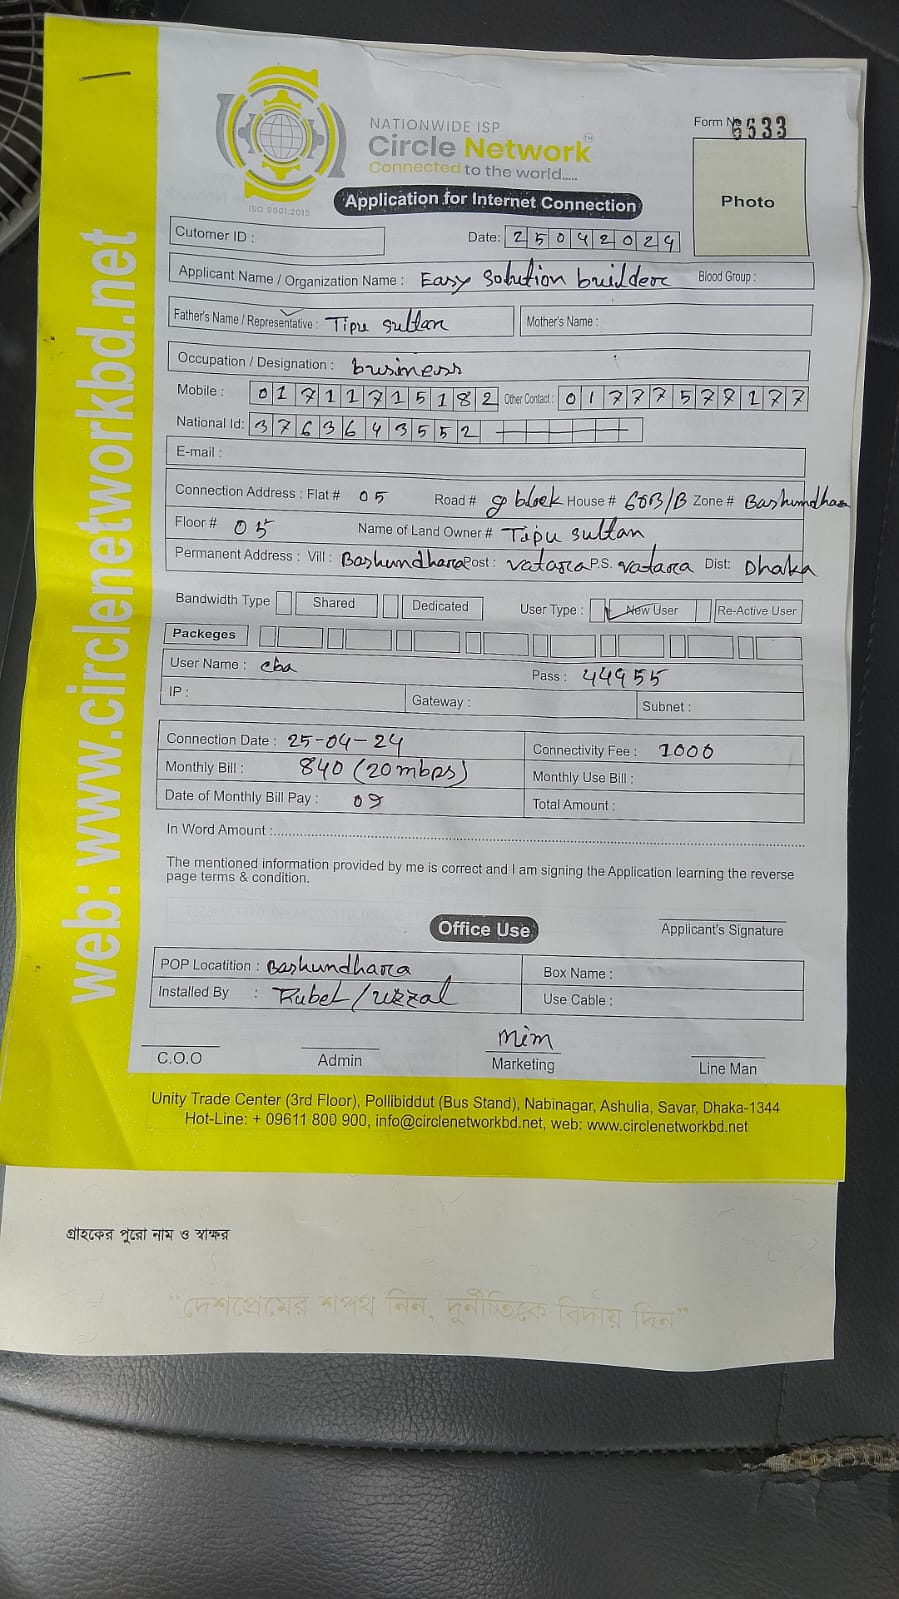 web: www.circlenetworkbd.net
NATIONWIDE ISP
Circle Network
TM
Connected to the world.....
ISO 9001:2015
Form No 6533
Photo
Application for Internet Connection
Cutomer ID :
Date: 25042024
Applicant Name / Organization Name : Easy Solution builderc Blood Group :
Father's Name / Representative : Tipu sultan Mother's Name :
Occupation / Designation : business
Mobile : 01711715182 Other Contact : 01777577177
National Id: 3763643552
E-mail :
Connection Address : Flat # 05 Road # g block House # 60B/B Zone # Bashundhara
Floor # 05 Name of Land Owner # Tipu sultan
Permanent Address : Vill : Bashundhara Post : vatara P.S. vatara Dist: Dhaka
Bandwidth Type Shared Dedicated User Type : New User Re-Active User
Packeges
User Name : eba Pass : 44955
IP : Gateway : Subnet :
Connection Date : 25-04-24 Connectivity Fee : 1000
Monthly Bill : 840 (20mbps) Monthly Use Bill :
Date of Monthly Bill Pay : 09 Total Amount :
In Word Amount :
The mentioned information provided by me is correct and I am signing the Application learning the reverse
page terms & condition.
Office Use
Applicant's Signature
POP Locatition : Bashundhara Box Name :
Installed By : Rubel/uzzal Use Cable :
mim
C.O.O Admin Marketing Line Man
Unity Trade Center (3rd Floor), Pollibiddut (Bus Stand), Nabinagar, Ashulia, Savar, Dhaka-1344
Hot-Line: + 09611 800 900, info@circlenetworkbd.net, web: www.circlenetworkbd.net
গ্রাহকের পুরো নাম ও স্বাক্ষর
"দেশপ্রেমের শপথ নিন, দুর্নীতিকে বিদায় দিন"